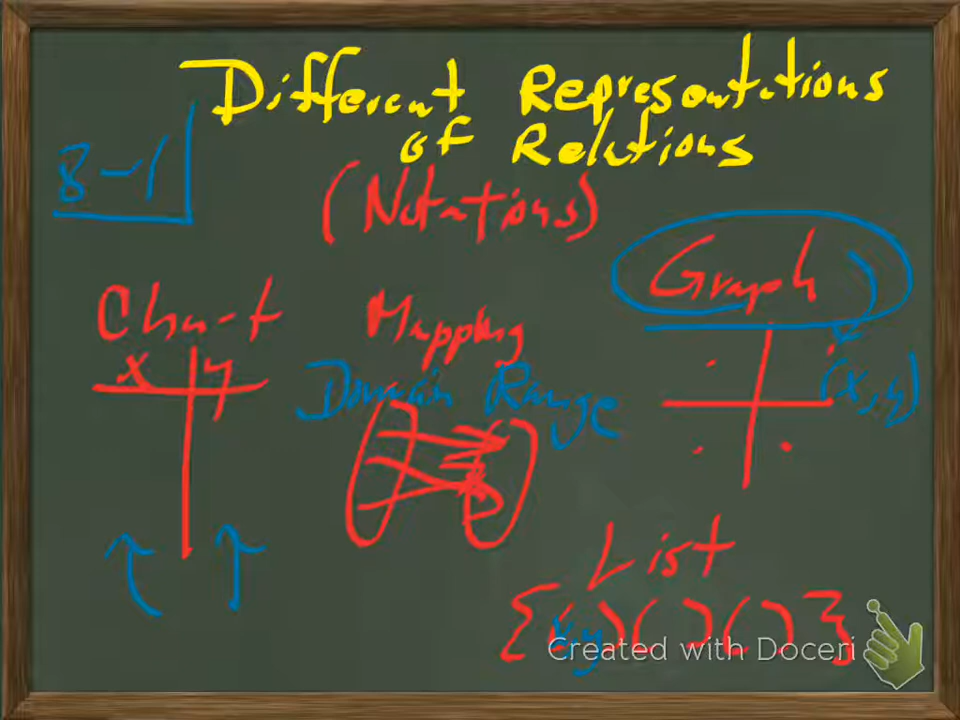 Different Representations
of Relations
8-1
(Notations)
Graph
Chart
Mapping
x y
Domain Range
(x,y)
List
{(x,y)( )( )}
Created with Doceri